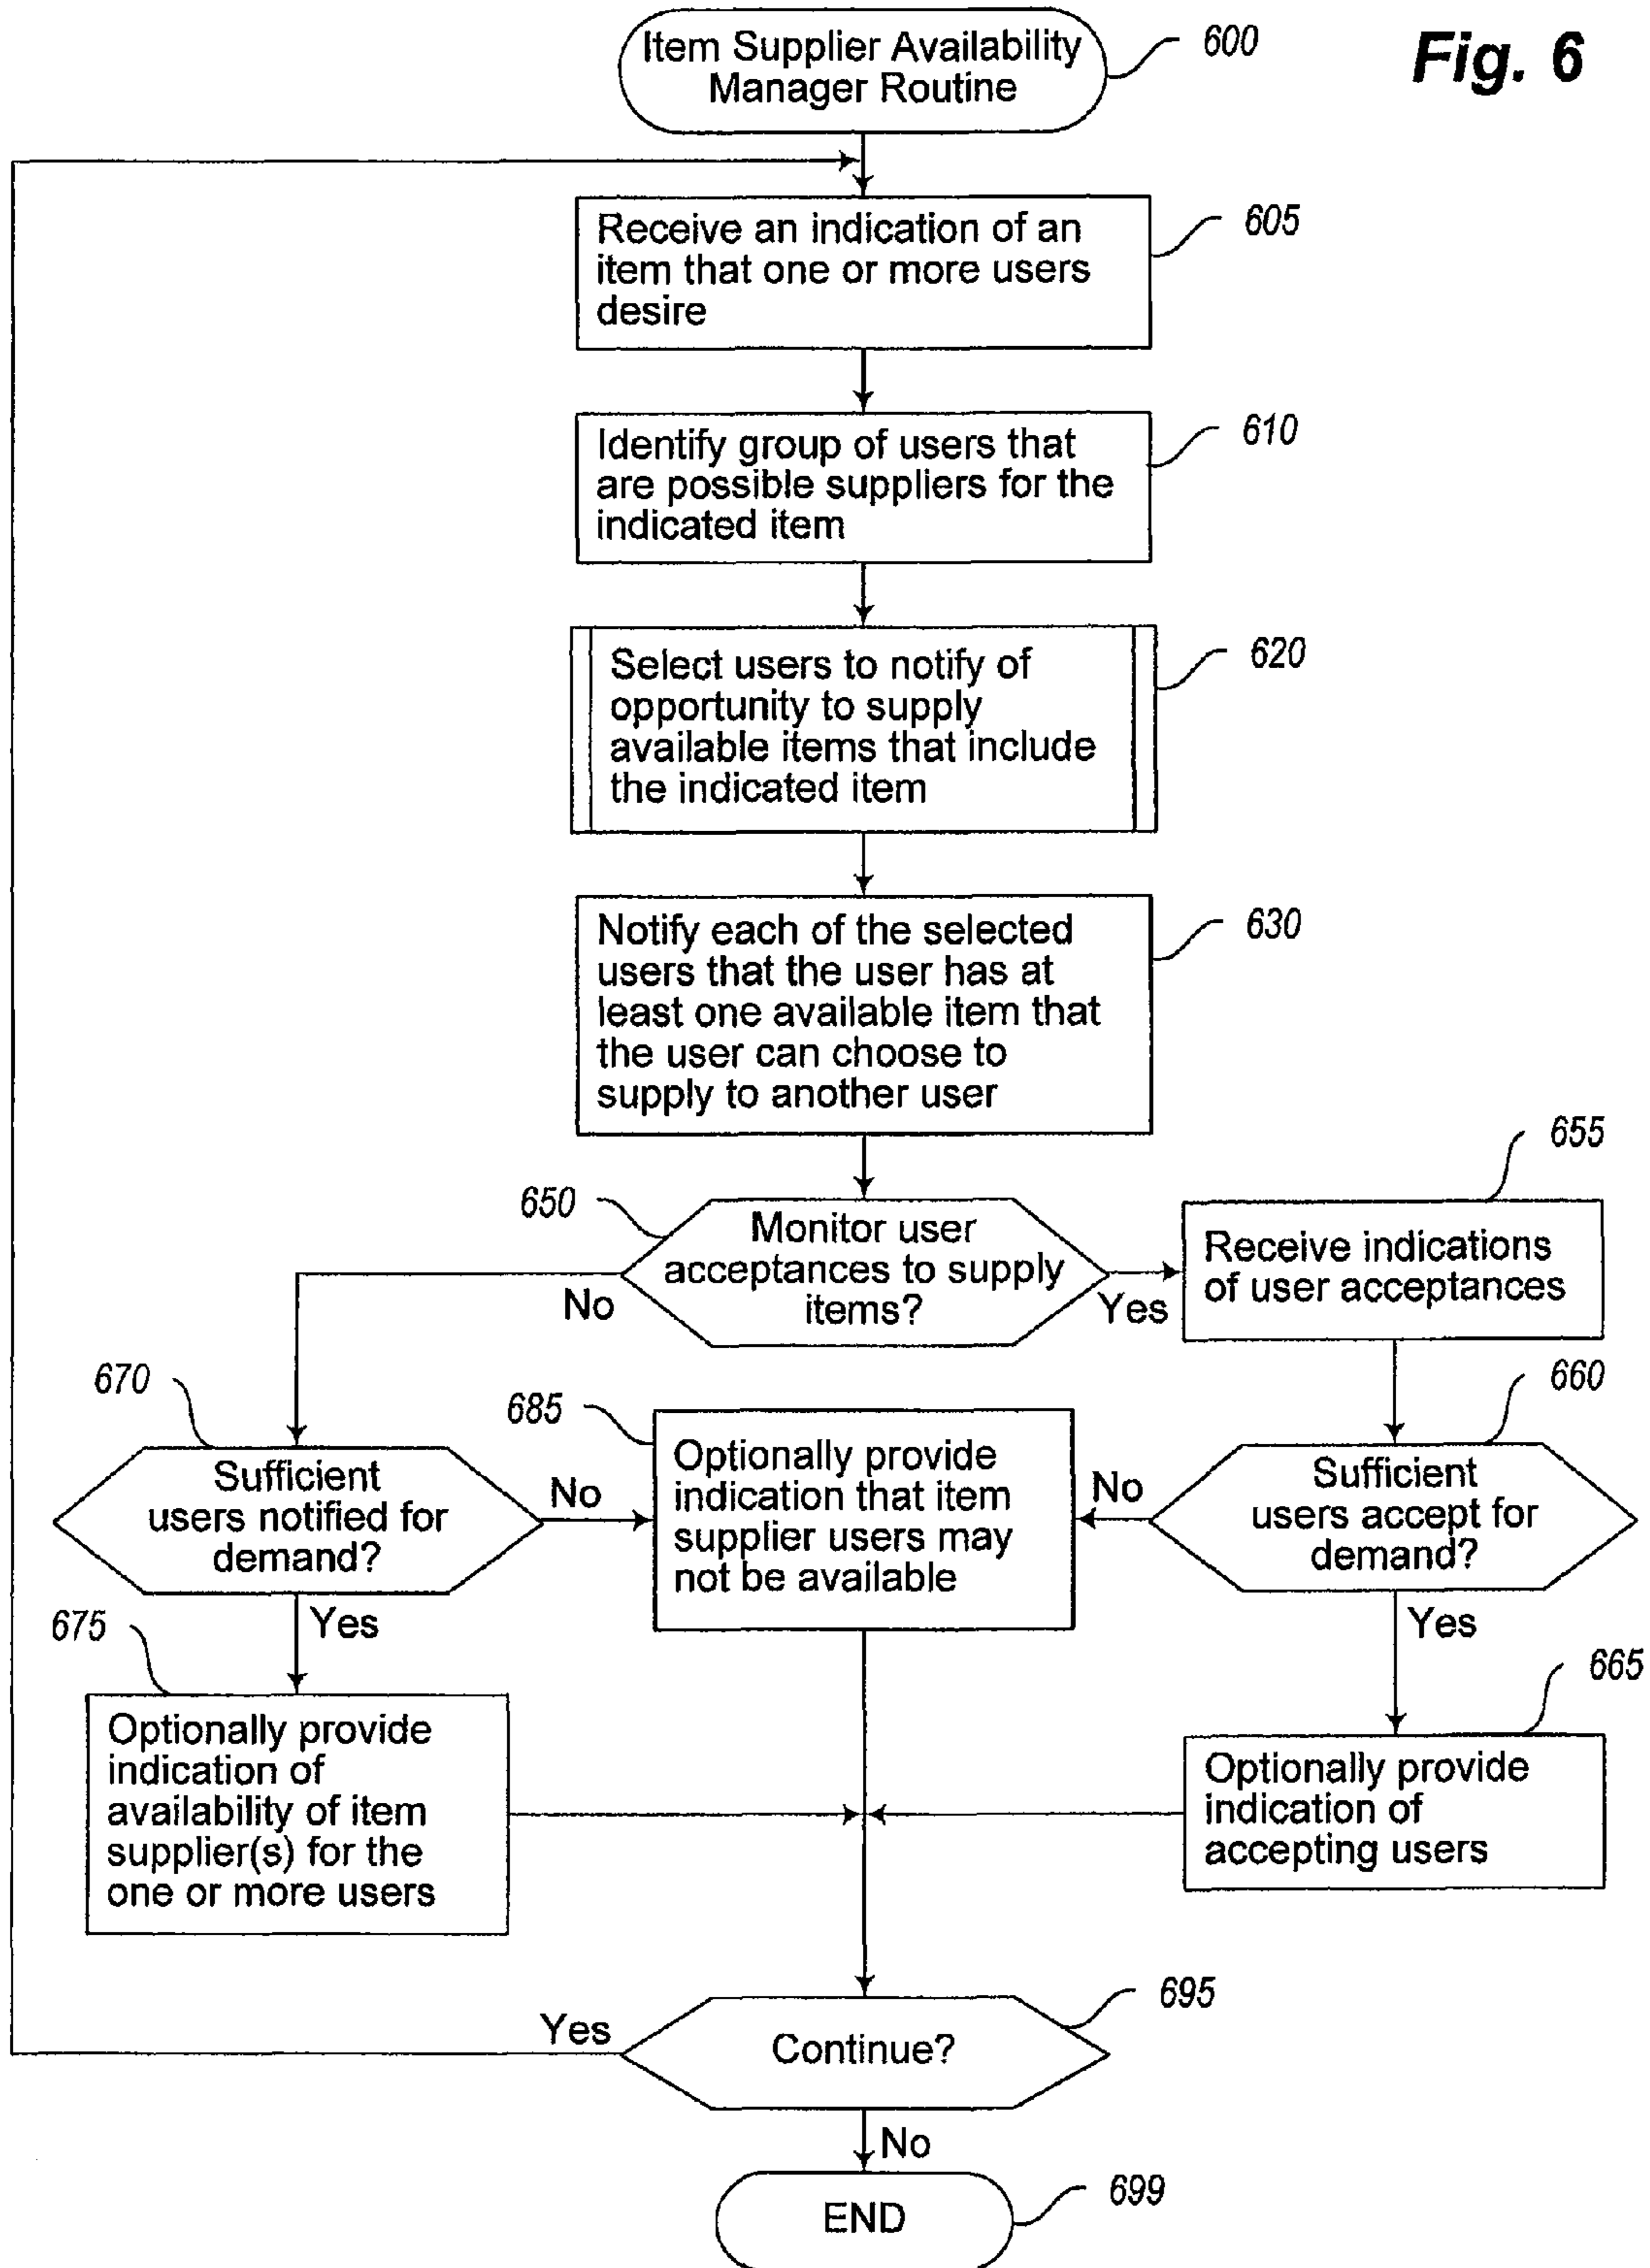 Fig. 6
Item Supplier Availability
Manager Routine
600
Receive an indication of an
item that one or more users
desire
605
Identify group of users that
are possible suppliers for the
indicated item
610
Select users to notify of
opportunity to supply
available items that include
the indicated item
620
Notify each of the selected
users that the user has at
least one available item that
the user can choose to
supply to another user
630
650
Monitor user
acceptances to supply
items?
No
Yes
655
Receive indications
of user acceptances
670
Sufficient
users notified for
demand?
No
Yes
685
Optionally provide
indication that item
supplier users may
not be available
660
Sufficient
users accept for
demand?
No
Yes
675
Optionally provide
indication of
availability of item
supplier(s) for the
one or more users
665
Optionally provide
indication of
accepting users
695
Continue?
Yes
No
END
699